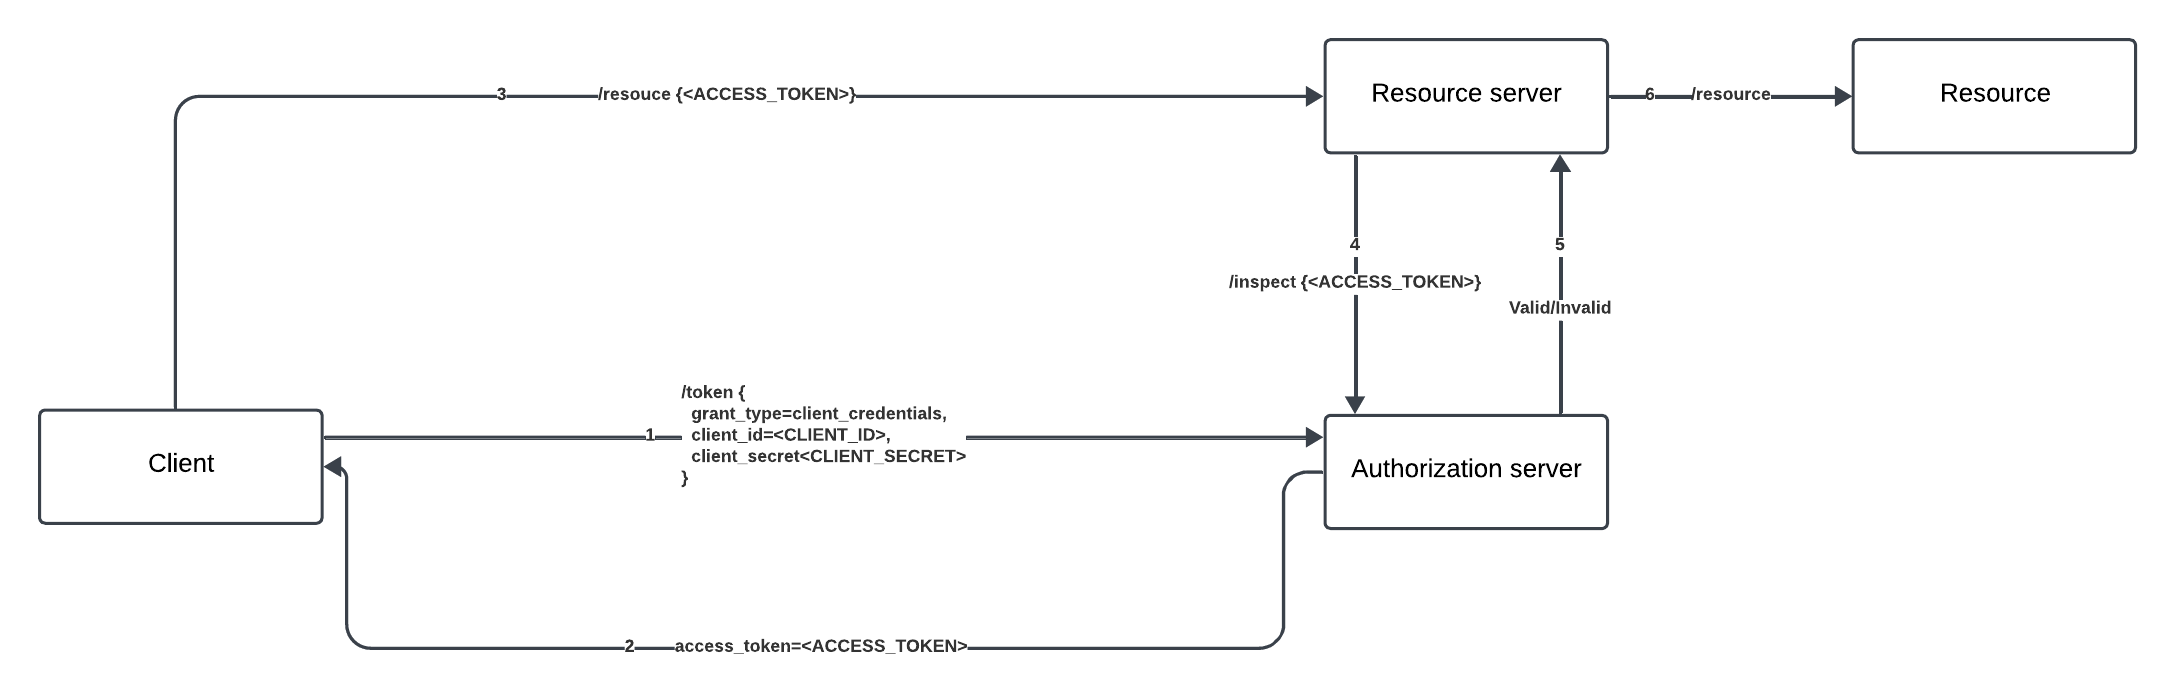 3
/resouce {<ACCESS_TOKEN>}
Resource server
6
/resource
Resource
4
/inspect {<ACCESS_TOKEN>}
5
Valid/Invalid
Client
1
/token {
grant_type=client_credentials,
client_id=<CLIENT_ID>,
client_secret<CLIENT_SECRET>
}
Authorization server
2
access_token=<ACCESS_TOKEN>